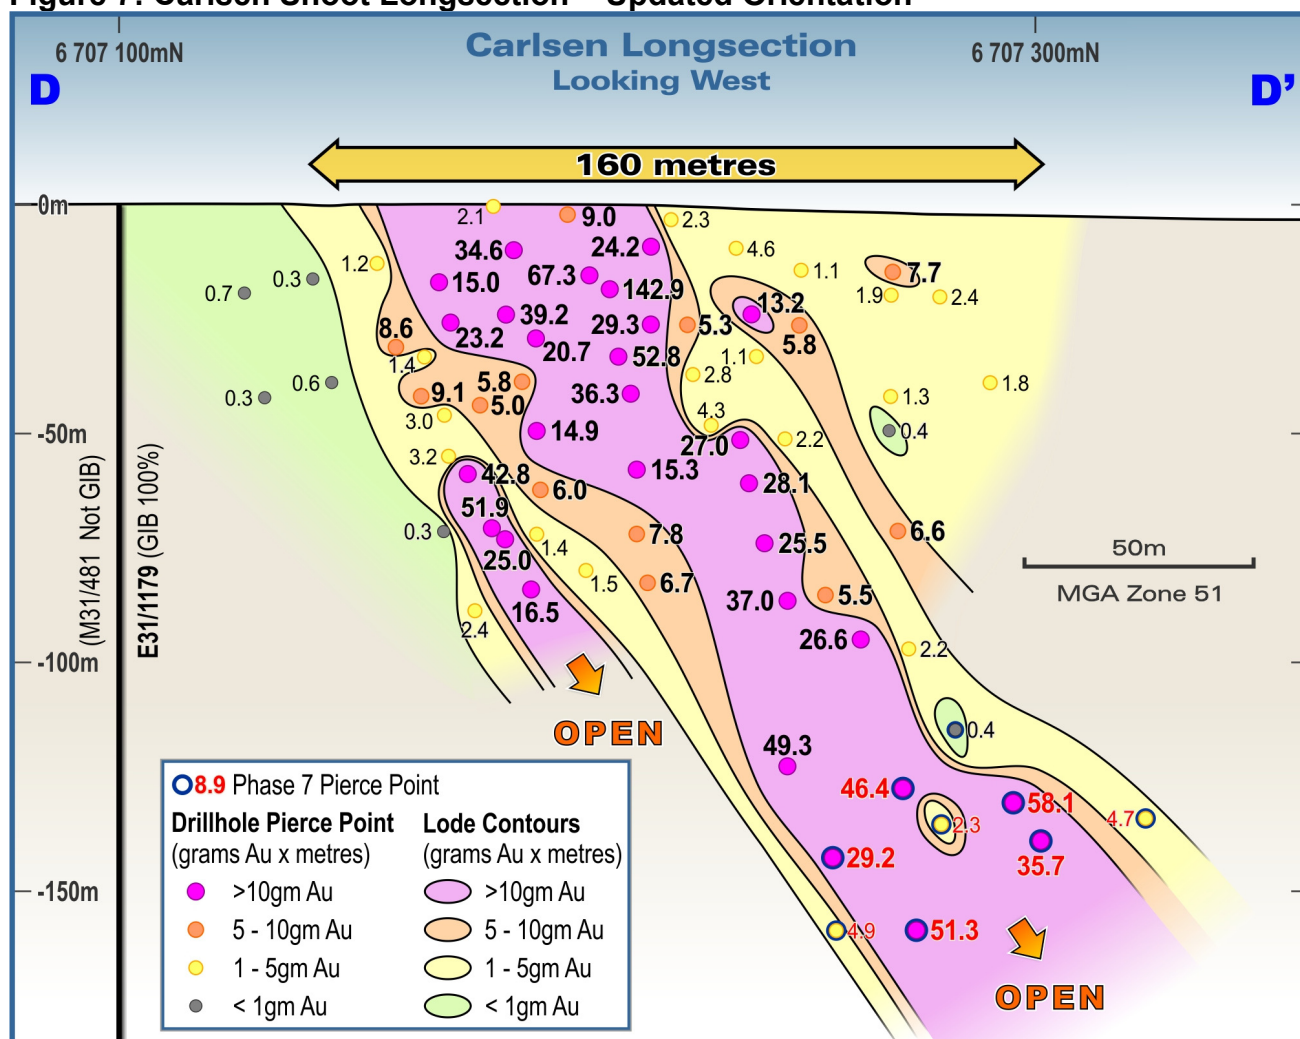 Figure 7: Carlsen Shoot Longsection – Updated Orientation
6 707 100mN
Carlsen Longsection
6 707 300mN
Looking West
D
D'
160 metres
0m
2.1
9.0
2.3
34.6
24.2
4.6
1.2
67.3
1.1
7.7
0.3
15.0
142.9
0.7
1.9
2.4
13.2
39.2
29.3
5.3
8.6
23.2
5.8
20.7
52.8
1.1
1.4
2.8
0.6
5.8
1.8
0.3
9.1
36.3
1.3
5.0
3.0
4.3
-50m
14.9
27.0
2.2
0.4
3.2
15.3
42.8
28.1
6.0
51.9
0.3
7.8
6.6
1.4
25.5
25.0
50m
1.5
6.7
MGA Zone 51
16.5
37.0
5.5
2.4
26.6
2.2
(M31/481 Not GIB)
E31/1179 (GIB 100%)
-100m
OPEN
0.4
49.3
46.4
58.1
2.3
4.7
29.2
35.7
-150m
4.9
51.3
OPEN
8.9 Phase 7 Pierce Point
Drillhole Pierce Point
(grams Au x metres)
>10gm Au
5 - 10gm Au
1 - 5gm Au
< 1gm Au
Lode Contours
(grams Au x metres)
>10gm Au
5 - 10gm Au
1 - 5gm Au
< 1gm Au